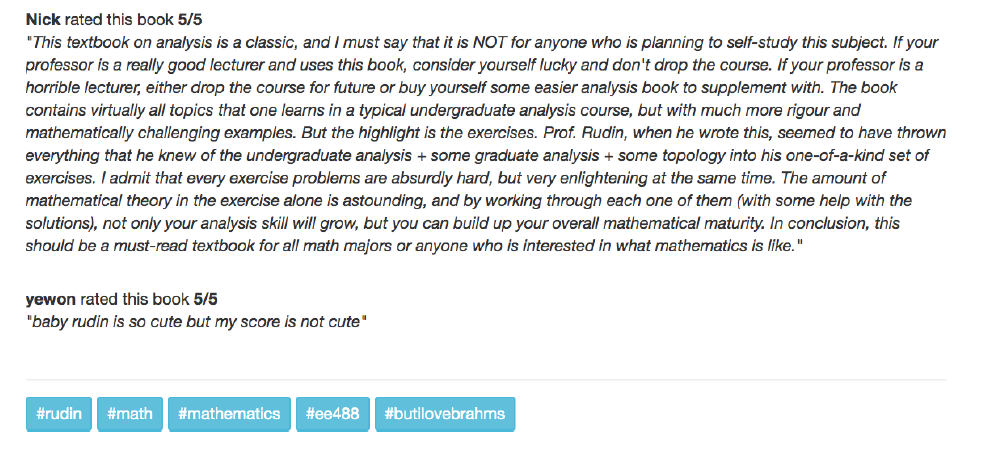 Nick rated this book 5/5
"This textbook on analysis is a classic, and I must say that it is NOT for anyone who is planning to self-study this subject. If your
professor is a really good lecturer and uses this book, consider yourself lucky and don't drop the course. If your professor is a
horrible lecturer, either drop the course for future or buy yourself some easier analysis book to supplement with. The book
contains virtually all topics that one learns in a typical undergraduate analysis course, but with much more rigour and
mathematically challenging examples. But the highlight is the exercises. Prof. Rudin, when he wrote this, seemed to have thrown
everything that he knew of the undergraduate analysis + some graduate analysis + some topology into his one-of-a-kind set of
exercises. I admit that every exercise problems are absurdly hard, but very enlightening at the same time. The amount of
mathematical theory in the exercise alone is astounding, and by working through each one of them (with some help with the
solutions), not only your analysis skill will grow, but you can build up your overall mathematical maturity. In conclusion, this
should be a must-read textbook for all math majors or anyone who is interested in what mathematics is like."
yewon rated this book 5/5
"baby rudin is so cute but my score is not cute"
#rudin #math #mathematics #ee488 #butIlovebrahms